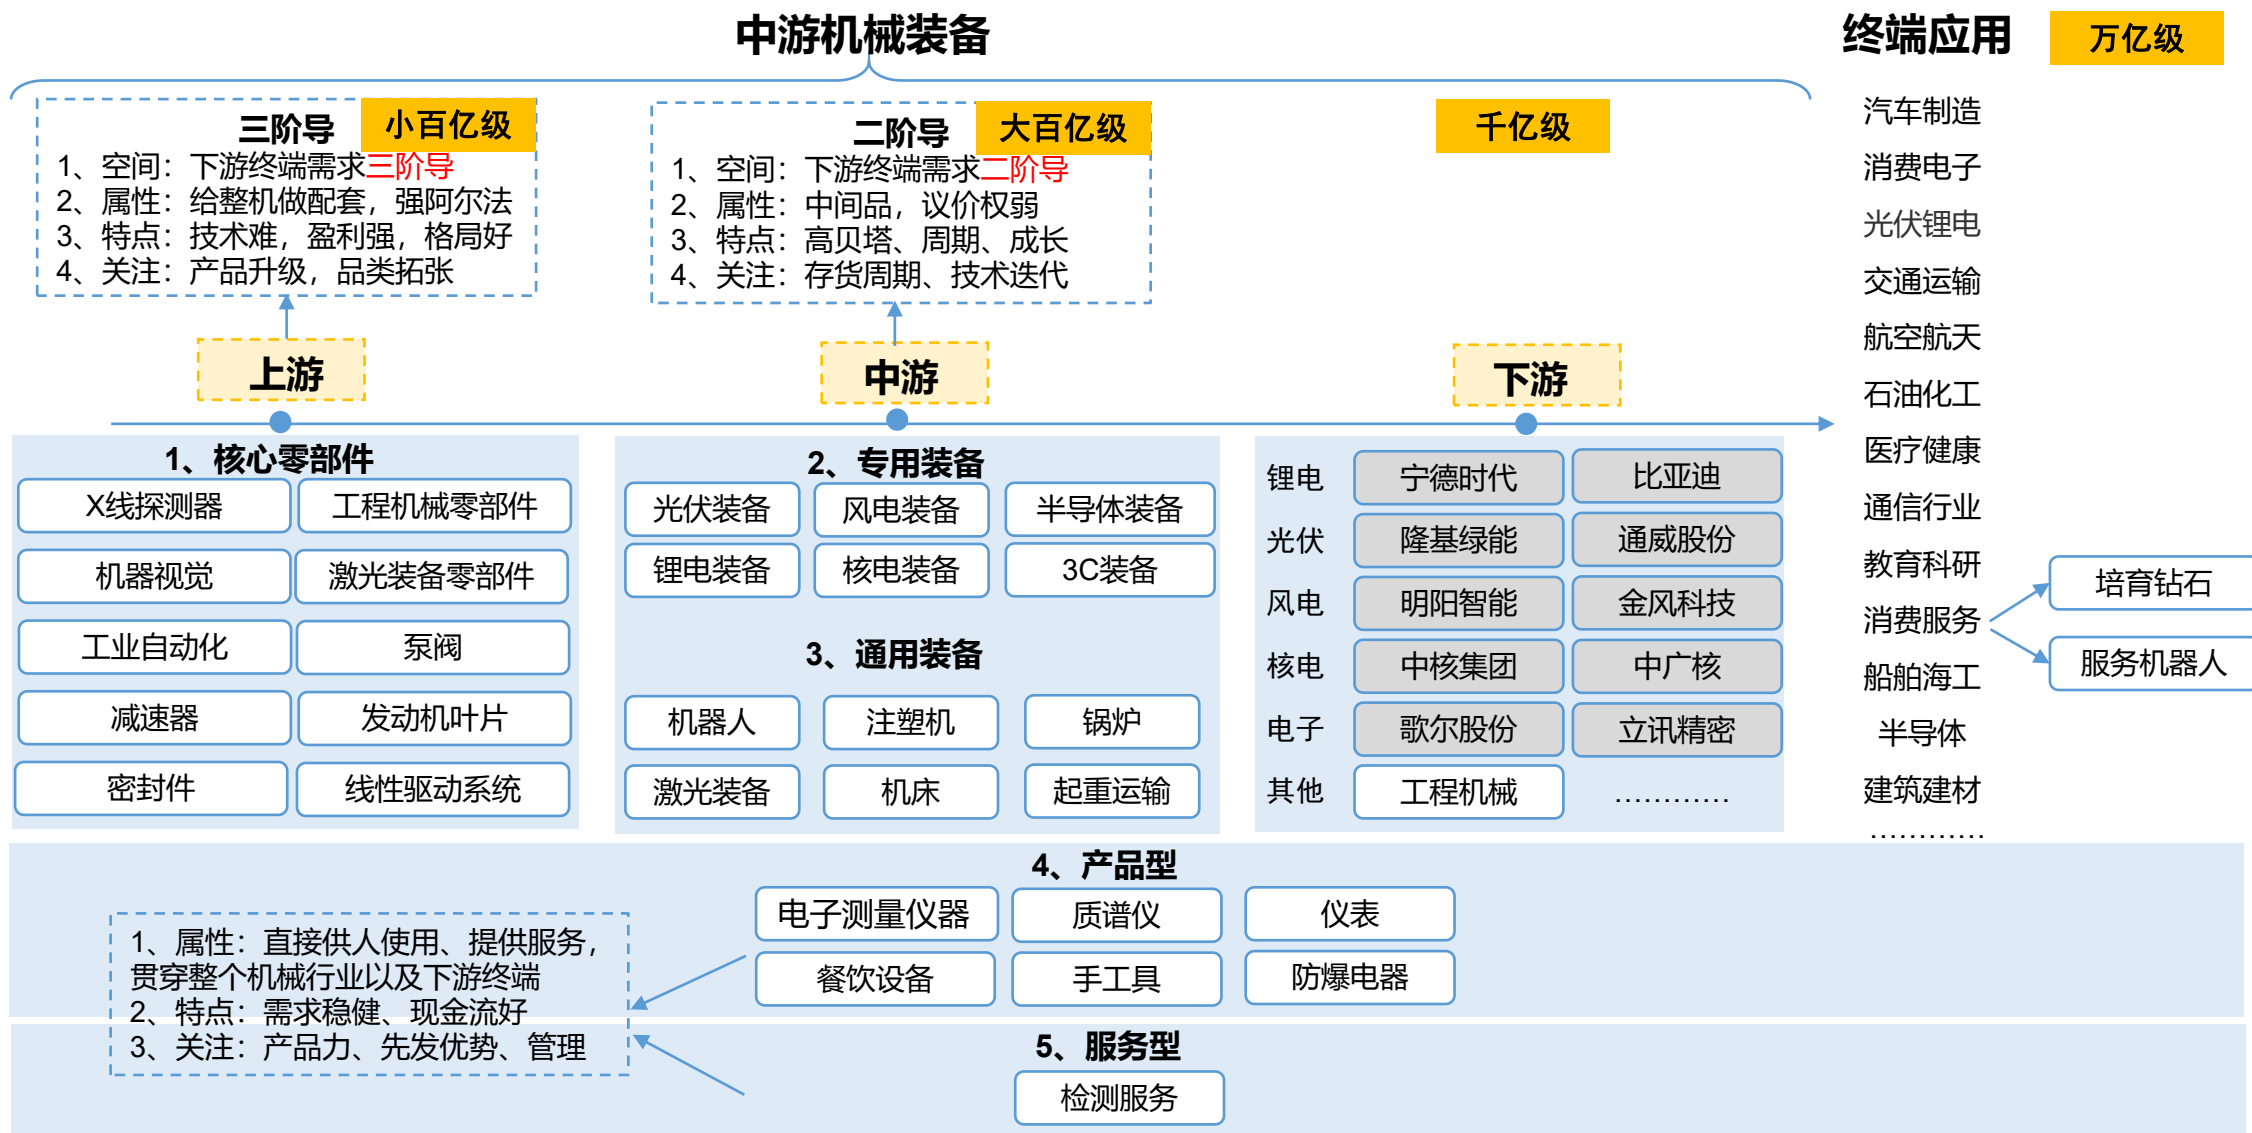 中游机械装备
终端应用
万亿级
三阶导
小百亿级
1、空间：下游终端需求三阶导
2、属性：给整机做配套，强阿尔法
3、特点：技术难，盈利强，格局好
4、关注：产品升级，品类拓张
二阶导
大百亿级
1、空间：下游终端需求二阶导
2、属性：中间品，议价权弱
3、特点：高贝塔、周期、成长
4、关注：存货周期、技术迭代
千亿级
上游
中游
下游
1、核心零部件
X线探测器
工程机械零部件
机器视觉
激光装备零部件
工业自动化
泵阀
减速器
发动机叶片
密封件
线性驱动系统
2、专用装备
光伏装备
风电装备
半导体装备
锂电装备
核电装备
3C装备
3、通用装备
机器人
注塑机
锅炉
激光装备
机床
起重运输
锂电
宁德时代
比亚迪
光伏
隆基绿能
通威股份
风电
明阳智能
金风科技
核电
中核集团
中广核
电子
歌尔股份
立讯精密
其他
工程机械
…………
汽车制造
消费电子
光伏锂电
交通运输
航空航天
石油化工
医疗健康
通信行业
教育科研
消费服务
船舶海工
半导体
建筑建材
…………
培育钻石
服务机器人
4、产品型
电子测量仪器
质谱仪
仪表
餐饮设备
手工具
防爆电器
1、属性：直接供人使用、提供服务，
贯穿整个机械行业以及下游终端
2、特点：需求稳健、现金流好
3、关注：产品力、先发优势、管理
5、服务型
检测服务